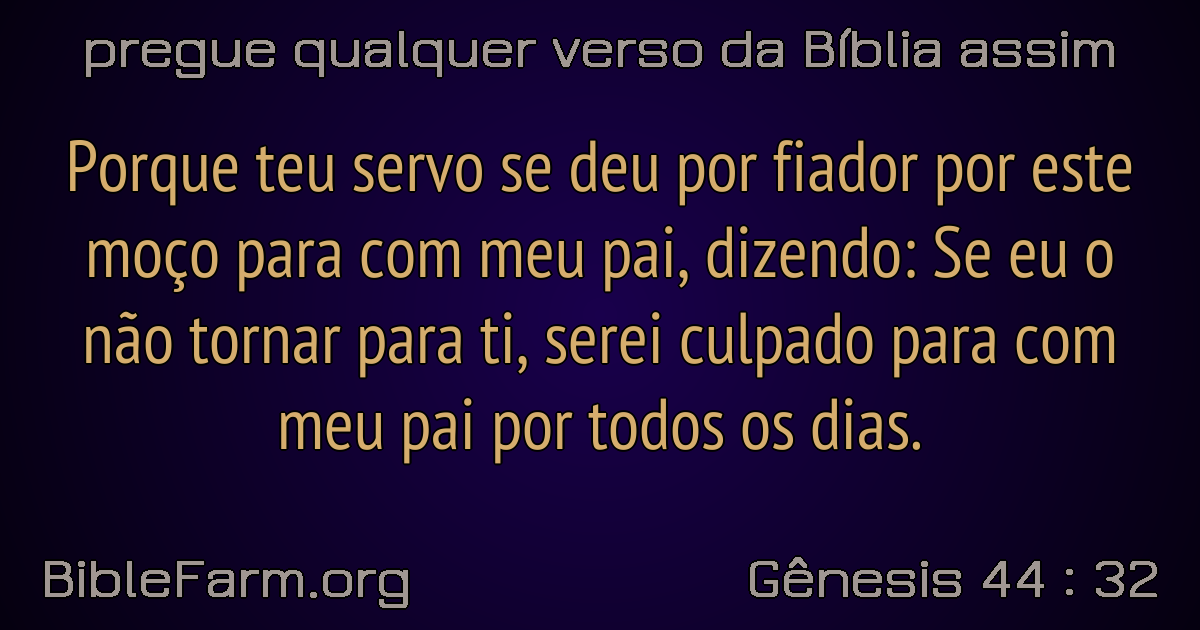 pregue qualquer verso da Bíblia assim
Porque teu servo se deu por fiador por este
moço para com meu pai, dizendo: Se eu o
não tornar para ti, serei culpado para com
meu pai por todos os dias.
BibleFarm.org
Gênesis 44 : 32